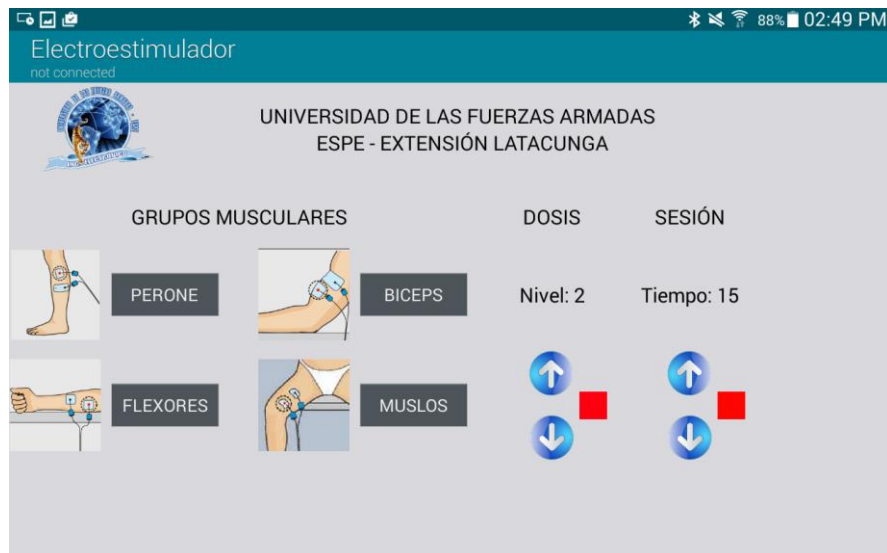 88% 02:49 PM
Electroestimulador
not connected
UNIVERSIDAD DE LAS FUERZAS ARMADAS
ESPE - EXTENSIÓN LATACUNGA
GRUPOS MUSCULARES DOSIS SESIÓN
PERONE BICEPS Nivel: 2 Tiempo: 15
FLEXORES MUSLOS